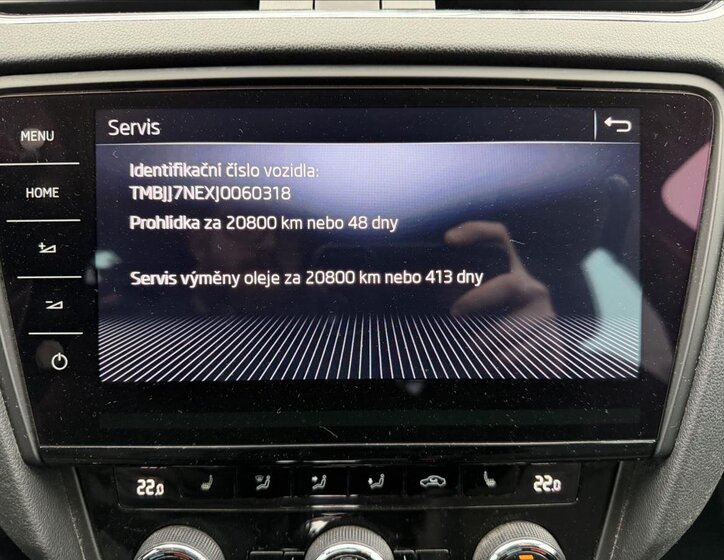 MENU
HOME
Servis
Identifikační číslo vozidla:
TMBJJ7NEXJ0060318
Prohlídka za 20800 km nebo 48 dny
Servis výměny oleje za 20800 km nebo 413 dny
22.0
22.0